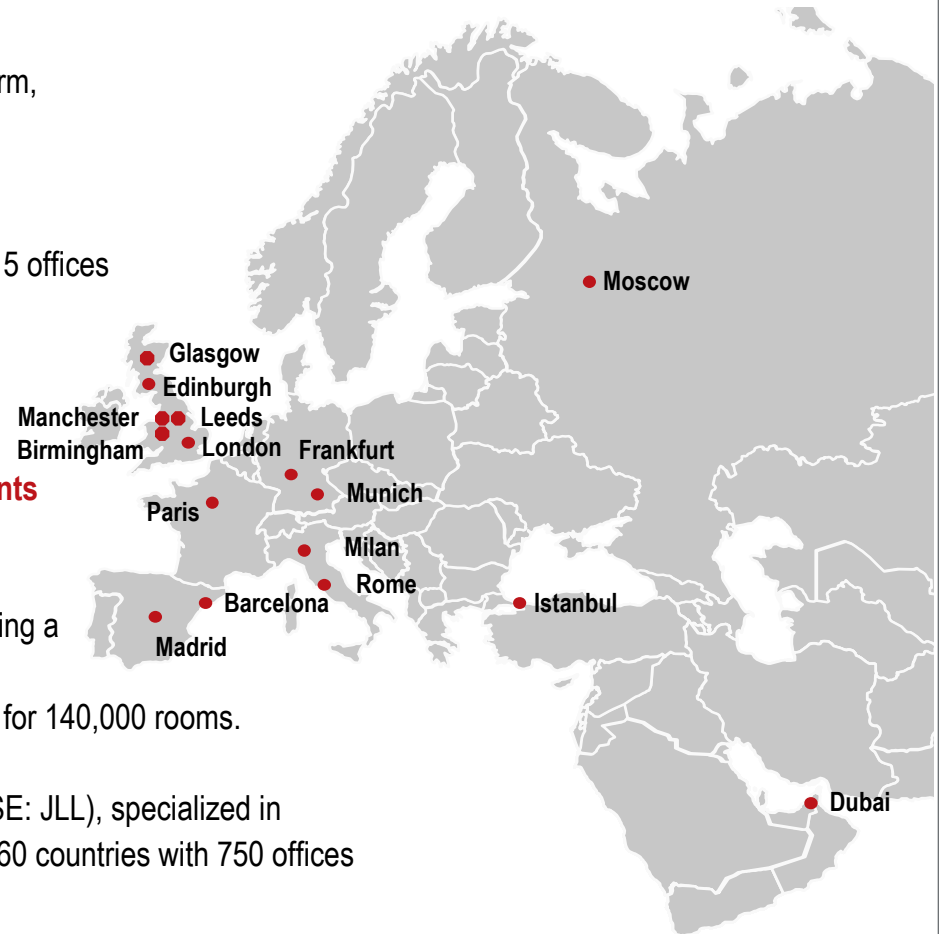 rm,
5 offices
Moscow
Glasgow
Edinburgh
Manchester Leeds
Birmingham London Frankfurt
nts
Munich
Paris
Milan
Rome
Barcelona
Istanbul
ing a
Madrid
for 140,000 rooms.
SE: JLL), specialized in
Dubai
60 countries with 750 offices